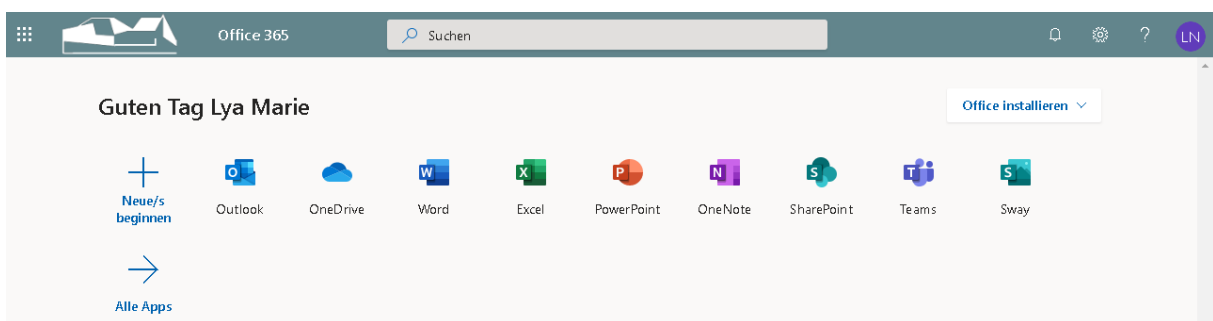 Office 365
Suchen
?
LN
Guten Tag Lya Marie
Office installieren
Neue/s
beginnen
O
Outlook
OneDrive
W
Word
X
Excel
P
PowerPoint
N
OneNote
S
SharePoint
T
Teams
S
Sway
Alle Apps